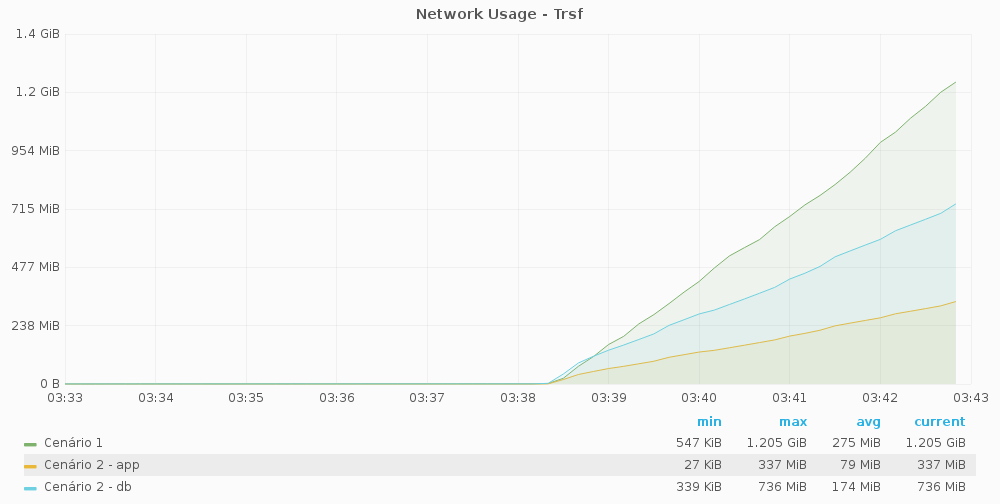 Network Usage - Trsf
1.4 GiB
1.2 GiB
954 MiB
715 MiB
477 MiB
238 MiB
0 B
03:33 03:34 03:35 03:36 03:37 03:38 03:39 03:40 03:41 03:42 03:43
min max avg current
Cenário 1 547 KiB 1.205 GiB 275 MiB 1.205 GiB
Cenário 2 - app 27 KiB 337 MiB 79 MiB 337 MiB
Cenário 2 - db 339 KiB 736 MiB 174 MiB 736 MiB